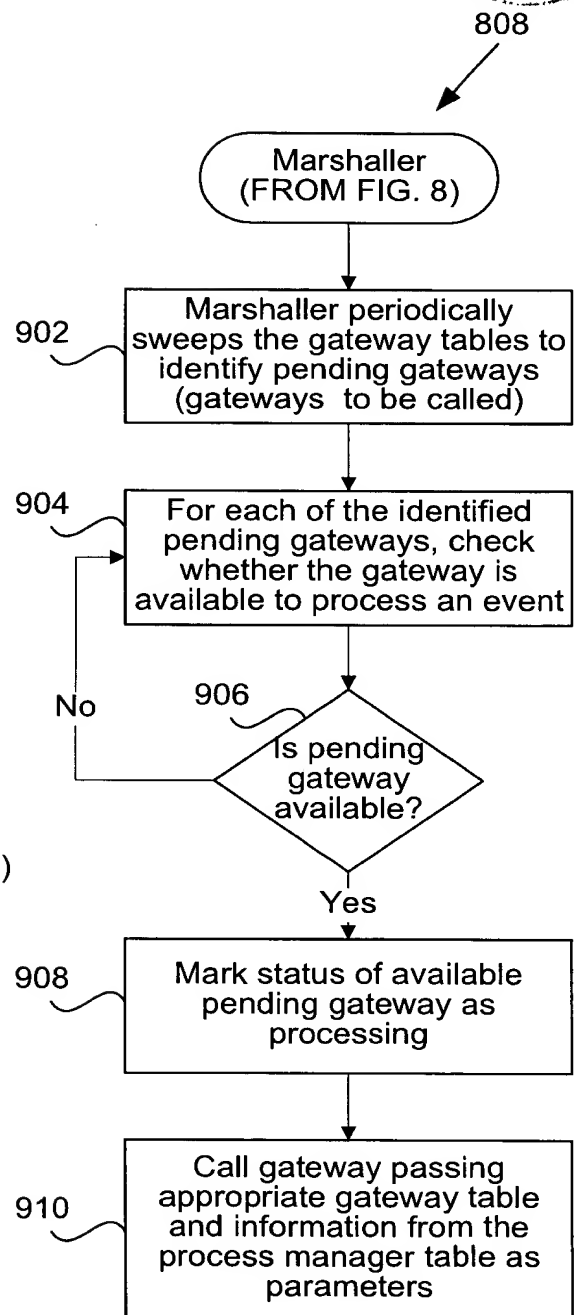 808
Marshaller
(FROM FIG. 8)
902
Marshaller periodically
sweeps the gateway tables to
identify pending gateways
(gateways to be called)
904
For each of the identified
pending gateways, check
whether the gateway is
available to process an event
No
906
Is pending
gateway
available?
)
Yes
908
Mark status of available
pending gateway as
processing
910
Call gateway passing
appropriate gateway table
and information from the
process manager table as
parameters